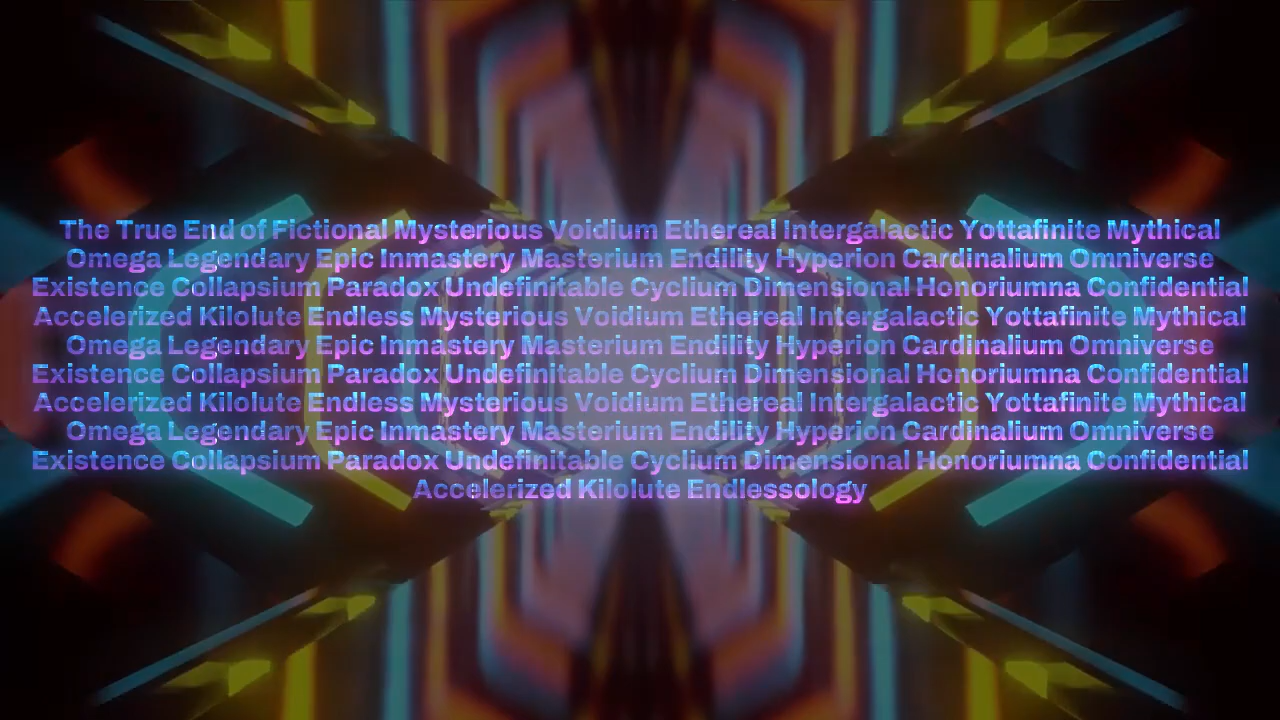 The True End of Fictional Mysterious Voidium Ethereal Intergalactic Yottafinite Mythical
Omega Legendary Epic Inmastery Masterium Endility Hyperion Cardinalium Omniverse
Existence Collapsium Paradox Undefinitable Cyclium Dimensional Honoriumna Confidential
Accelerized Kilolute Endless Mysterious Voidium Ethereal Intergalactic Yottafinite Mythical
Omega Legendary Epic Inmastery Masterium Endility Hyperion Cardinalium Omniverse
Existence Collapsium Paradox Undefinitable Cyclium Dimensional Honoriumna Confidential
Accelerized Kilolute Endless Mysterious Voidium Ethereal Intergalactic Yottafinite Mythical
Omega Legendary Epic Inmastery Masterium Endility Hyperion Cardinalium Omniverse
Existence Collapsium Paradox Undefinitable Cyclium Dimensional Honoriumna Confidential
Accelerized Kilolute Endlessology